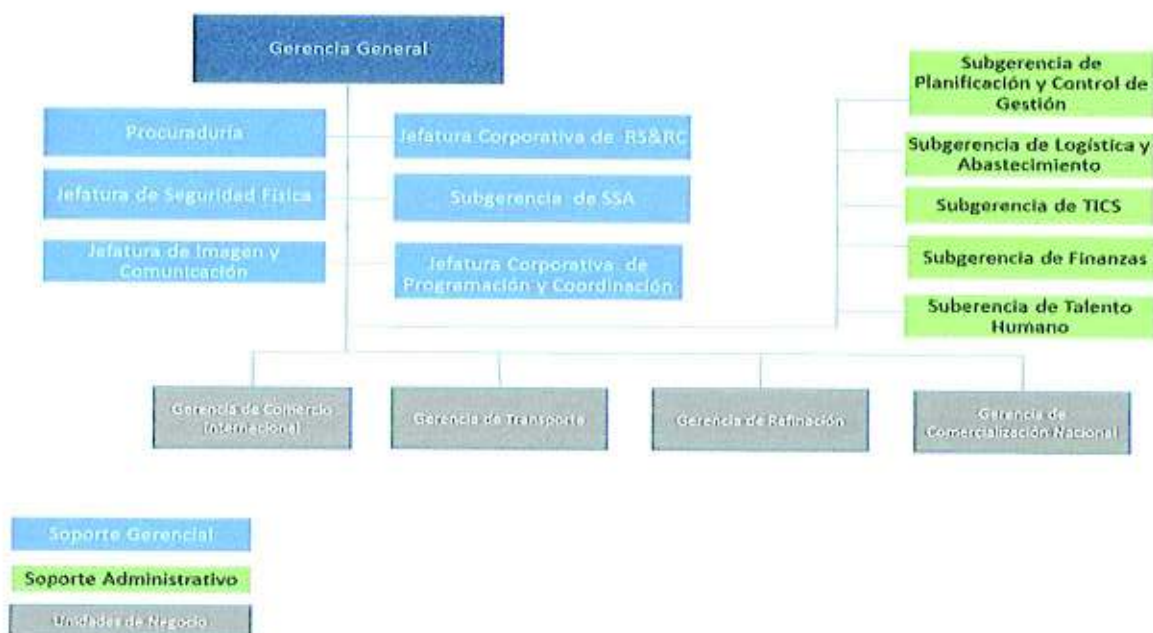 Gerencia General
Procuraduría
Jefatura Corporativa de RS&RC
Jefatura de Seguridad Física
Subgerencia de SSA
Jefatura de Imagen y
Comunicación
Jefatura Corporativa de
Programación y Coordinación
Subgerencia de
Planificación y Control de
Gestión
Subgerencia de Logística y
Abastecimiento
Subgerencia de TICS
Subgerencia de Finanzas
Suberencia de Talento
Humano
Gerencia de Comercio
Internacional
Gerencia de Transporte
Gerencia de Refinación
Gerencia de
Comercialización Nacional
Soporte Gerencial
Soporte Administrativo
Unidades de Negocio